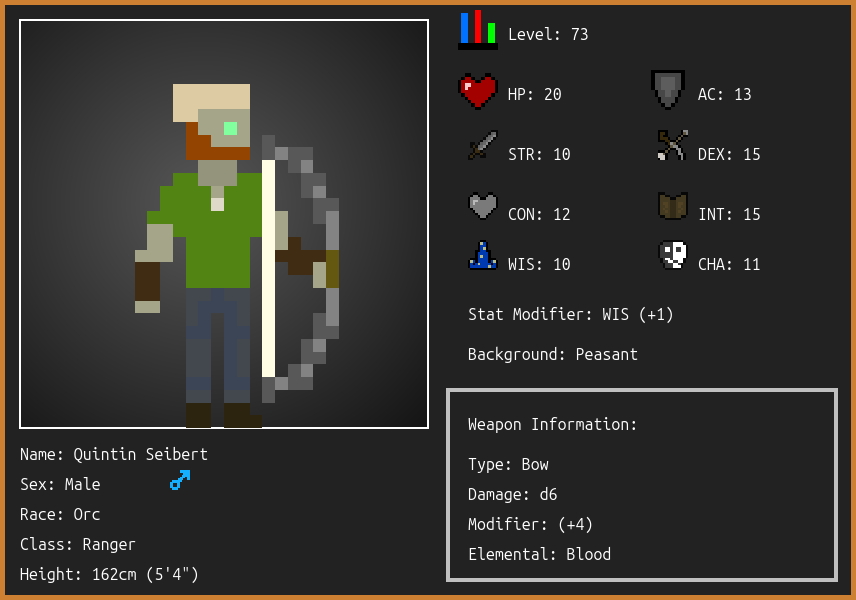 Level: 73
HP: 20
AC: 13
STR: 10
DEX: 15
CON: 12
INT: 15
WIS: 10
CHA: 11
Stat Modifier: WIS (+1)
Background: Peasant
Weapon Information:
Type: Bow
Damage: d6
Modifier: (+4)
Elemental: Blood
Name: Quintin Seibert
Sex: Male
Race: Orc
Class: Ranger
Height: 162cm (5'4")